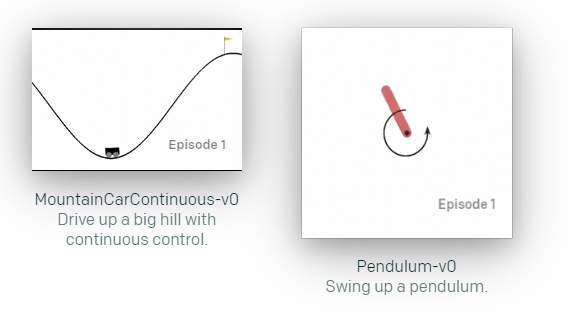 Episode 1
MountainCarContinuous-v0
Drive up a big hill with
continuous control.
Episode 1
Pendulum-v0
Swing up a pendulum.